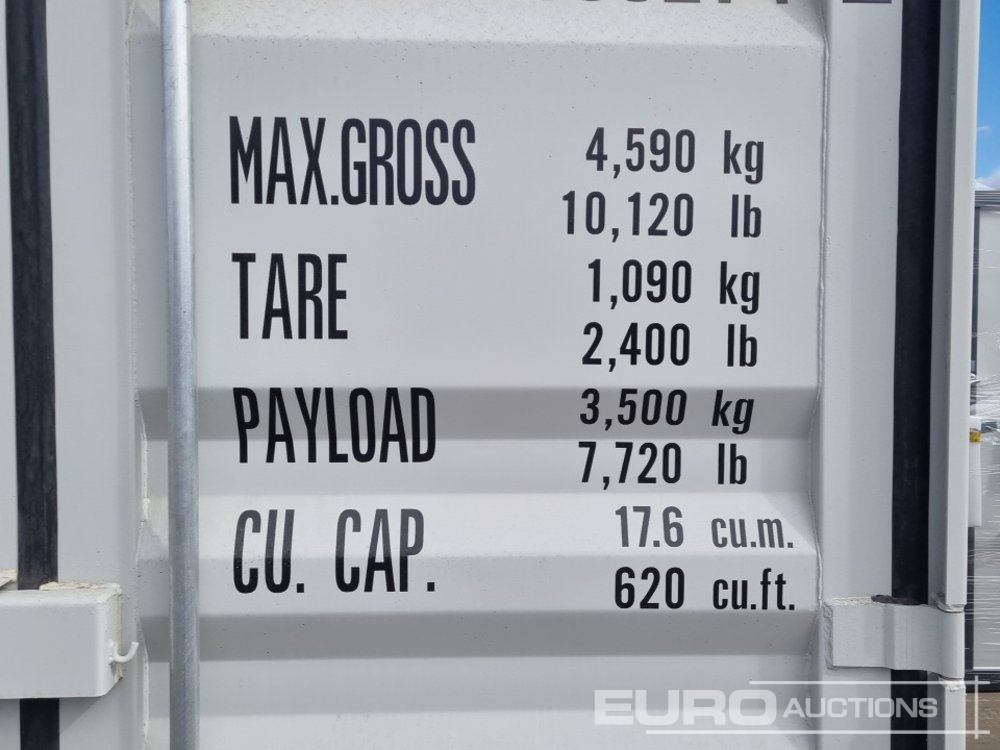 MAX.GROSS 4,590 kg
10,120 lb
TARE 1,090 kg
2,400 lb
PAYLOAD 3,500 kg
7,720 lb
CU. CAP. 17.6 cu.m.
620 cu.ft.
EURO AUCTIONS